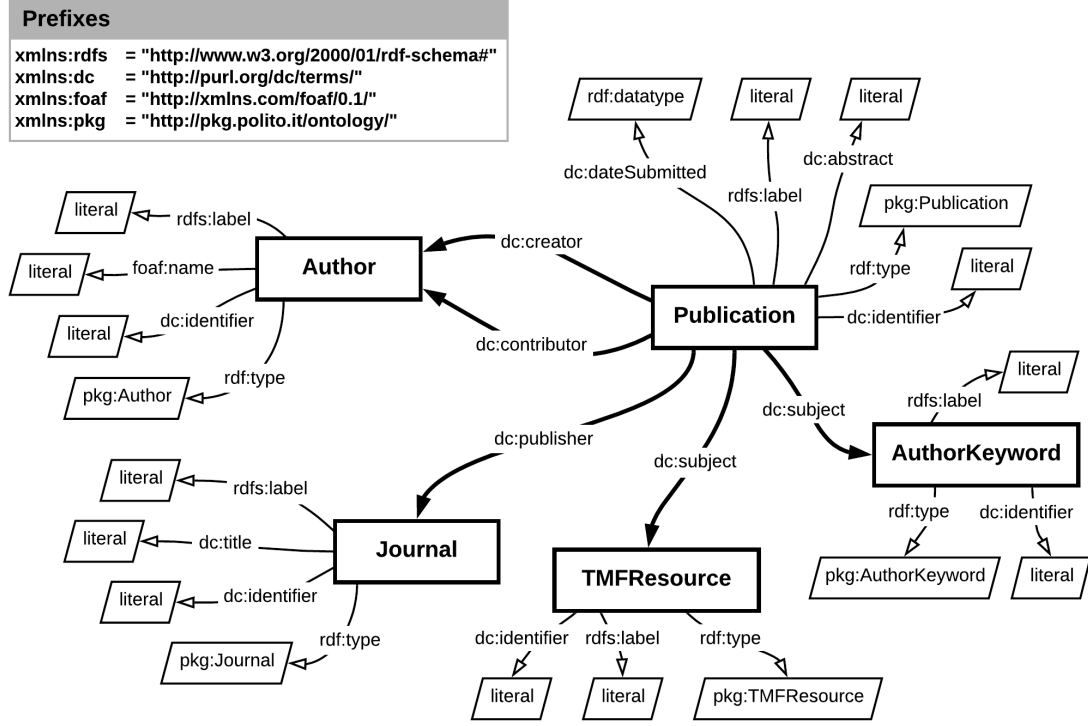 Prefixes
xmlns:rdfs = "http://www.w3.org/2000/01/rdf-schema#"
xmlns:dc = "http://purl.org/dc/terms/"
xmlns:foaf = "http://xmlns.com/foaf/0.1/"
xmlns:pkg = "http://pkg.polito.it/ontology/"
rdf:datatype
literal
literal
dc:dateSubmitted
rdfs:label
dc:abstract
pkg:Publication
rdf:type
literal
dc:identifier
Publication
dc:creator
dc:contributor
literal
rdfs:label
literal
foaf:name
Author
literal
dc:identifier
pkg:Author
rdf:type
dc:publisher
dc:subject
dc:subject
literal
rdfs:label
AuthorKeyword
rdf:type
dc:identifier
pkg:AuthorKeyword
literal
literal
rdfs:label
literal
dc:title
Journal
literal
dc:identifier
pkg:Journal
rdf:type
TMFResource
dc:identifier
rdfs:label
rdf:type
literal
literal
pkg:TMFResource